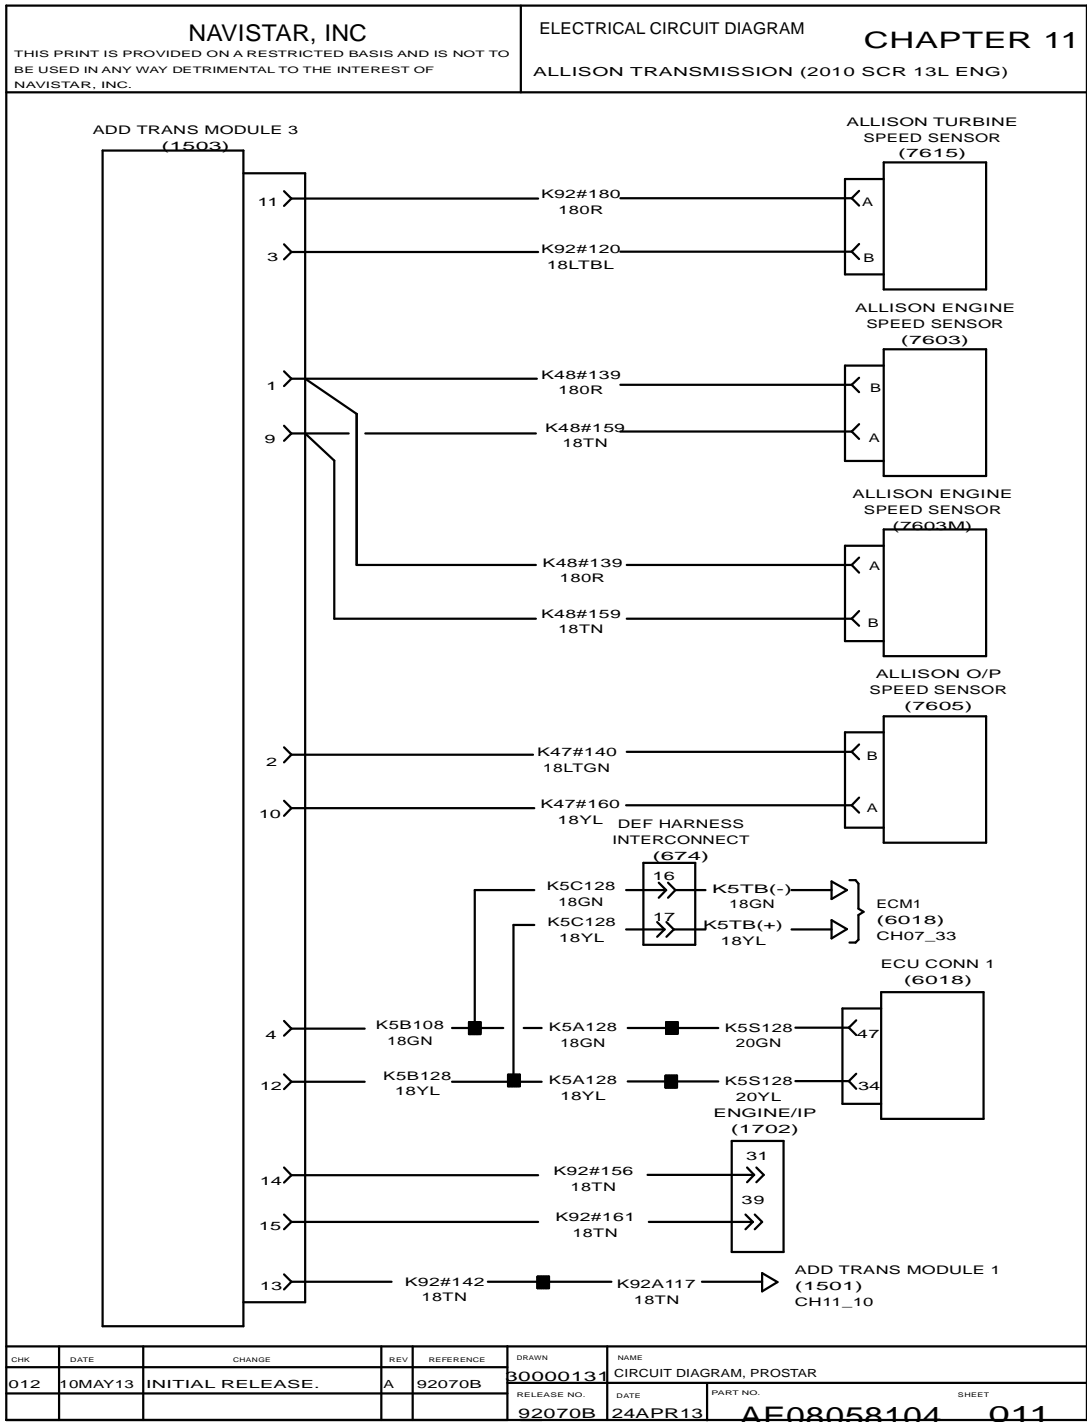 NAVISTAR, INC
THIS PRINT IS PROVIDED ON A RESTRICTED BASIS AND IS NOT TO
BE USED IN ANY WAY DETRIMENTAL TO THE INTEREST OF
NAVISTAR, INC.
ELECTRICAL CIRCUIT DIAGRAM
CHAPTER 11
ALLISON TRANSMISSION (2010 SCR 13L ENG)
ADD TRANS MODULE 3
(1503)
ALLISON TURBINE
SPEED SENSOR
(7615)
11
K92#180
180R
A
3
K92#120
18LTBL
B
ALLISON ENGINE
SPEED SENSOR
(7603)
1
K48#139
180R
B
9
K48#159
18TN
A
ALLISON ENGINE
SPEED SENSOR
(7603M)
K48#139
180R
A
K48#159
18TN
B
ALLISON O/P
SPEED SENSOR
(7605)
2
K47#140
18LTGN
B
10
K47#160
18YL
A
DEF HARNESS
INTERCONNECT
(674)
K5C128
18GN
16
K5TB(-)
18GN
K5C128
18YL
17
K5TB(+)
18YL
ECM1
(6018)
CH07_33
ECU CONN 1
(6018)
4
K5B108
18GN
K5A128
18GN
K5S128
20GN
47
12
K5B128
18YL
K5A128
18YL
K5S128
20YL
34
ENGINE/IP
(1702)
14
K92#156
18TN
31
15
K92#161
18TN
39
13
K92#142
18TN
K92A117
18TN
ADD TRANS MODULE 1
(1501)
CH11_10
CHK DATE CHANGE REV REFERENCE
012 10MAY13 INITIAL RELEASE. A 92070B
DRAWN
30000131
NAME
CIRCUIT DIAGRAM, PROSTAR
RELEASE NO.
92070B
DATE
24APR13
PART NO.
AE08058104
SHEET
011